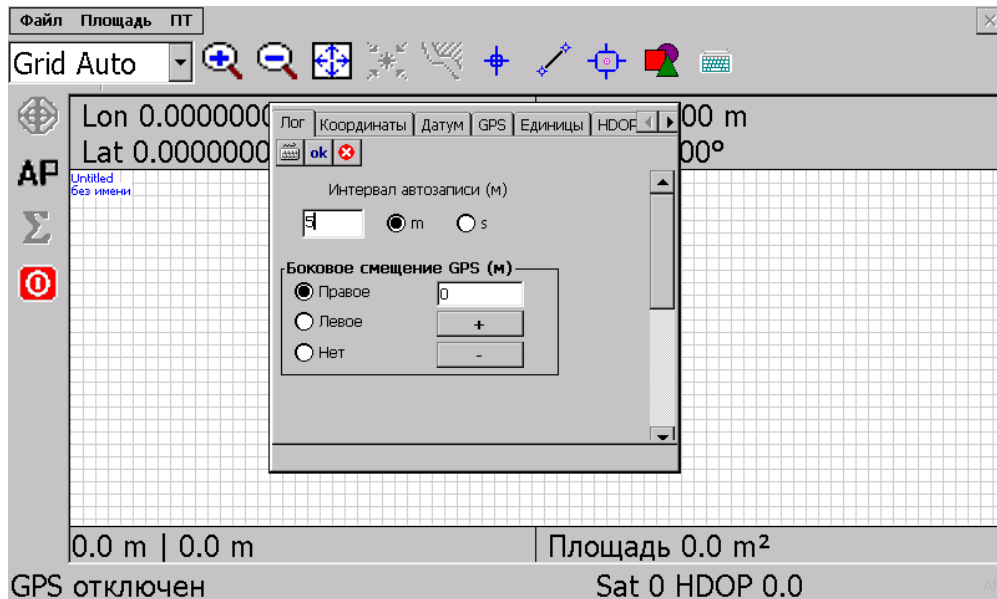 Файл Площадь ПТ
Grid Auto
Lon 0.0000000
00 m
Lat 0.0000000
00°
Лог Координаты Датум GPS Единицы HDOP
ok
AP
Untitled
без имени
Интервал автозаписи (м)
5 m s
Боковое смещение GPS (м)
Правое 0
Левое +
Нет -
0.0 m | 0.0 m
Площадь 0.0 m²
GPS отключен
Sat 0 HDOP 0.0